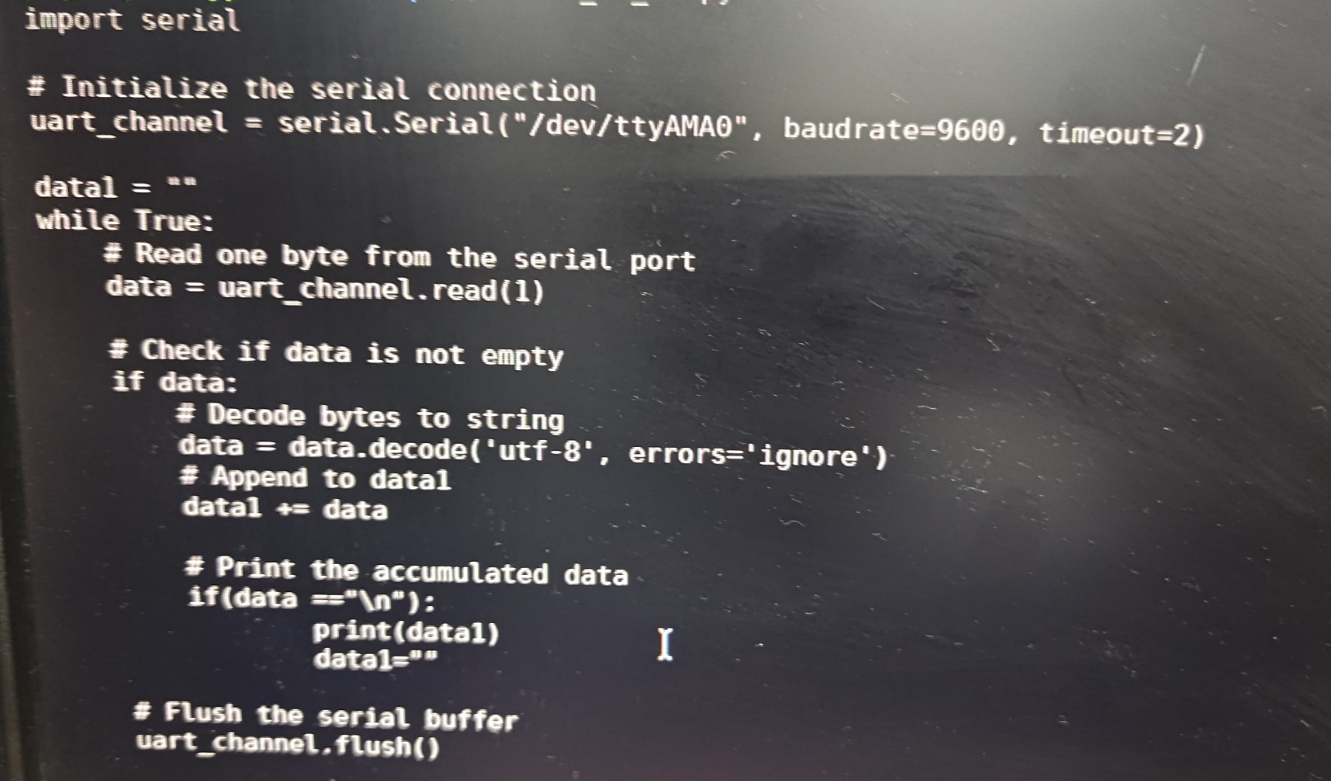 import serial
# Initialize the serial connection
uart_channel = serial.Serial("/dev/ttyAMA0", baudrate=9600, timeout=2)
data1 = ""
while True:
# Read one byte from the serial port
data = uart_channel.read(1)
# Check if data is not empty
if data:
# Decode bytes to string
data = data.decode('utf-8', errors='ignore')
# Append to data1
data1 += data
# Print the accumulated data
if(data =="\n"):
print(data1)
data1=""
# Flush the serial buffer
uart_channel.flush()